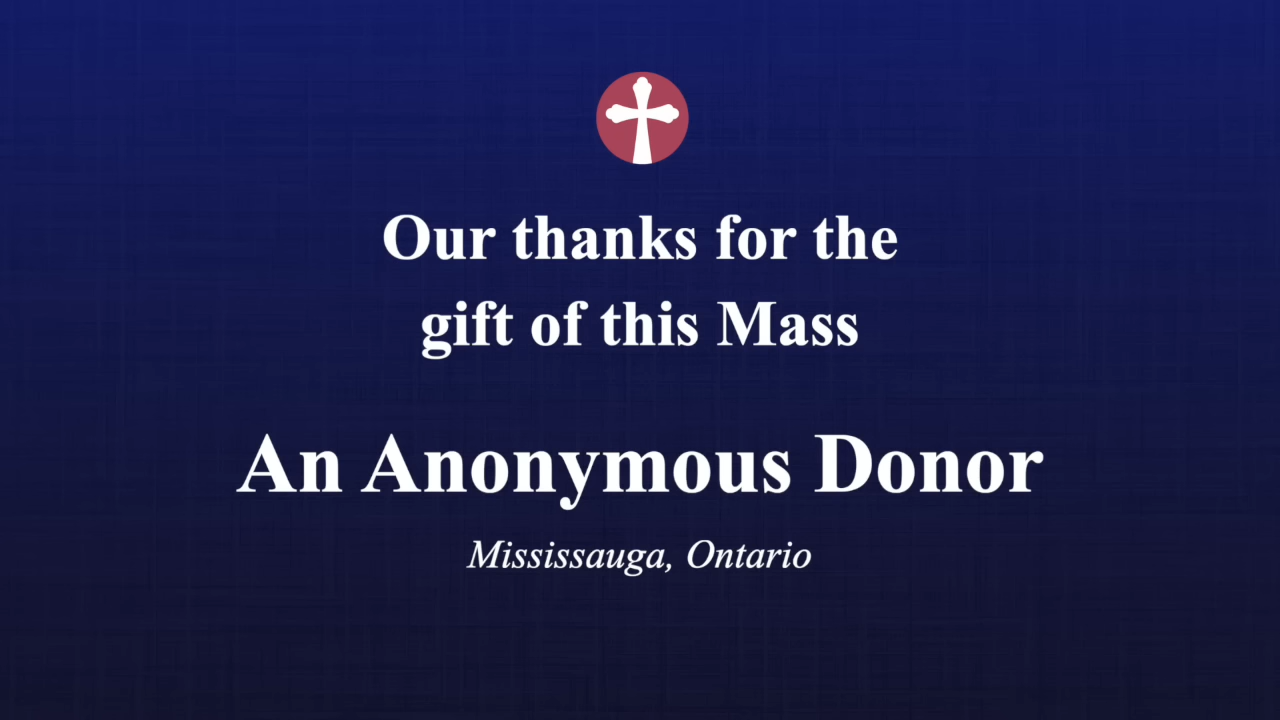 Our thanks for the
gift of this Mass
An Anonymous Donor
Mississauga, Ontario